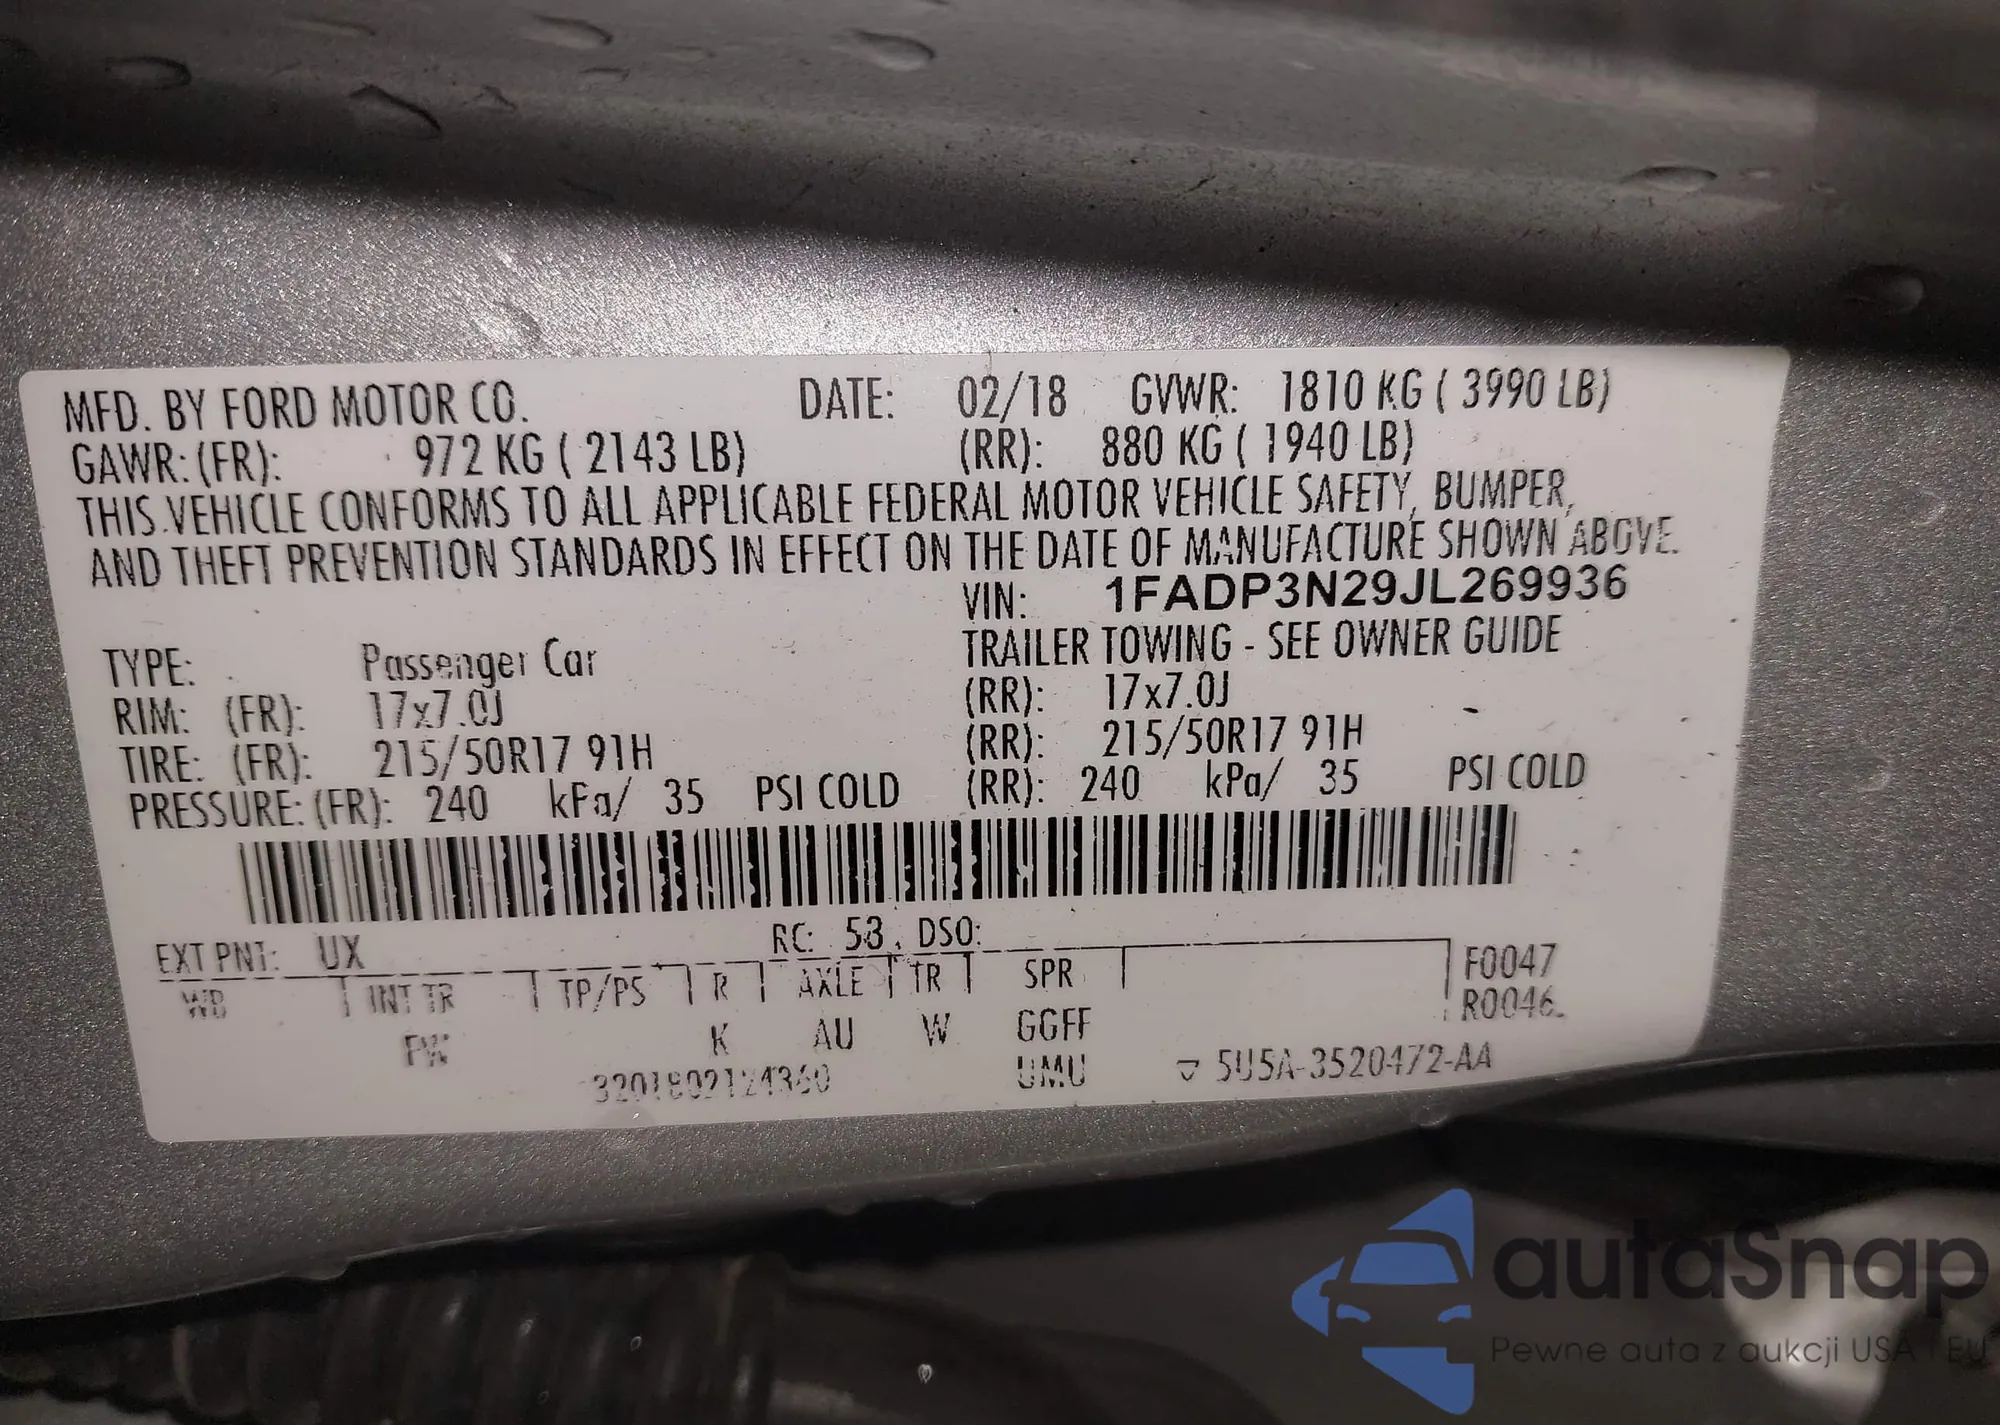 MFD. BY FORD MOTOR CO. DATE: 02/18 GVWR: 1810 KG ( 3990 LB)
GAWR: (FR): 972 KG ( 2143 LB) (RR): 880 KG ( 1940 LB)
THIS VEHICLE CONFORMS TO ALL APPLICABLE FEDERAL MOTOR VEHICLE SAFETY, BUMPER,
AND THEFT PREVENTION STANDARDS IN EFFECT ON THE DATE OF MANUFACTURE SHOWN ABOVE.
VIN: 1FADP3N29JL269936
TYPE: Passenger Car TRAILER TOWING - SEE OWNER GUIDE
RIM: (FR): 17x7.0J (RR): 17x7.0J
TIRE: (FR): 215/50R17 91H (RR): 215/50R17 91H
PRESSURE: (FR): 240 kPa/ 35 PSI COLD (RR): 240 kPa/ 35 PSI COLD
EXT PNT: UX RC: 53 DSO:
WB INT TR TP/PS R AXLE TR SPR F0047
R0046
FW K AU W GGFF
3201802124360 UMU 5U5A-3520472-AA
autaSnap
Pewne auta z aukcji USA i EU